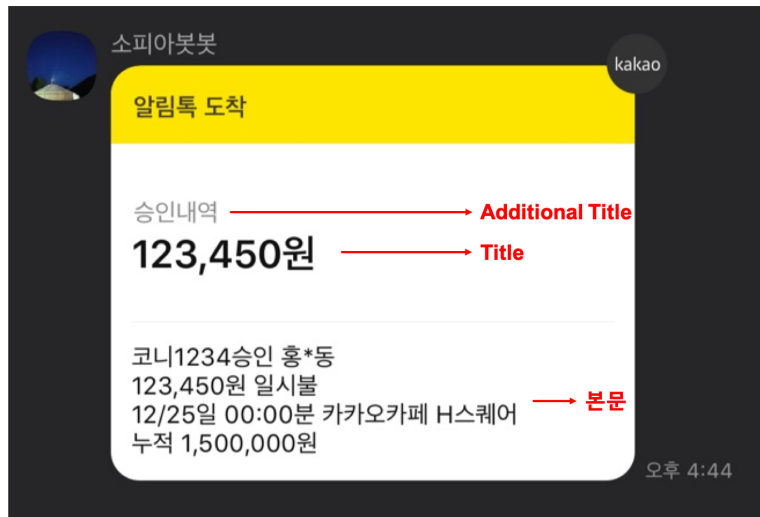 소피아봇봇
kakao
알림톡 도착
승인내역 Additional Title
123,450원 Title
코니1234승인 홍*동
123,450원 일시불
12/25일 00:00분 카카오카페 H스퀘어
누적 1,500,000원
본문
오후 4:44